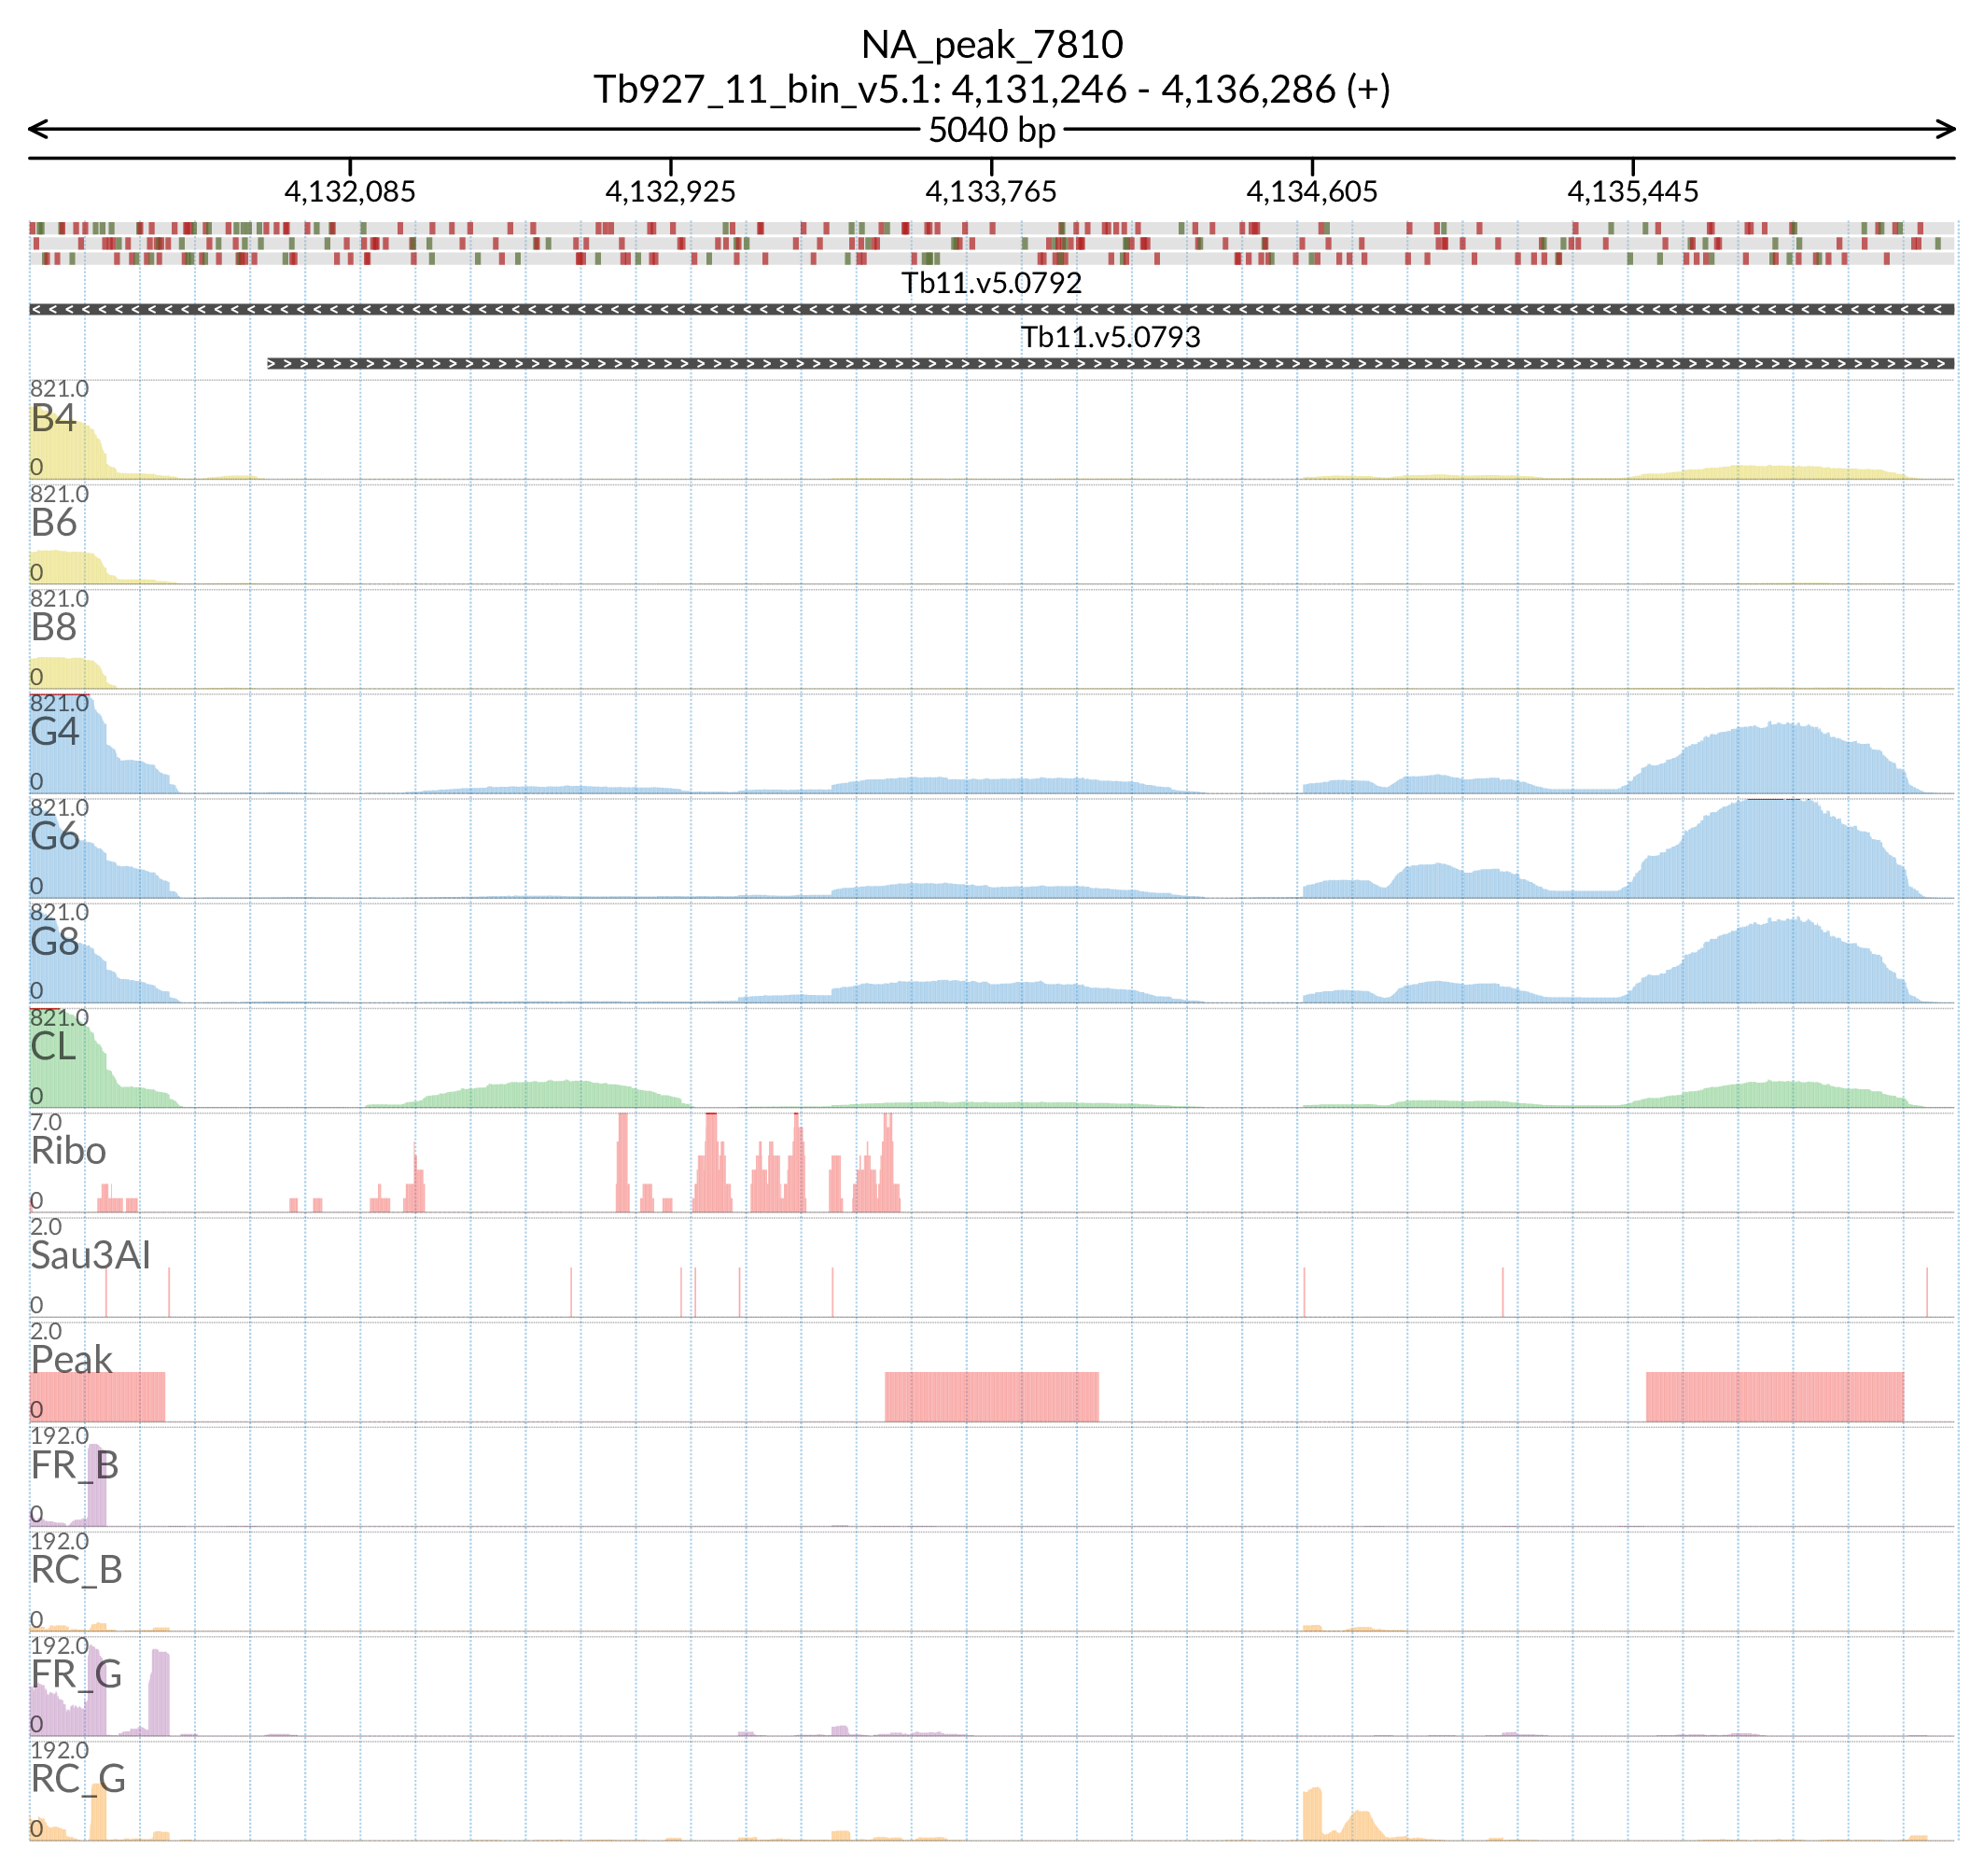 NA_peak_7810
Tb927_11_bin_v5.1: 4,131,246 - 4,136,286 (+)
5040 bp
4,132,085 4,132,925 4,133,765 4,134,605 4,135,445
Tb11.v5.0792
Tb11.v5.0793
821.0
B4
0
821.0
B6
0
821.0
B8
0
821.0
G4
0
821.0
G6
0
821.0
G8
0
821.0
CL
0
7.0
Ribo
0
2.0
Sau3AI
0
2.0
Peak
0
192.0
FR_B
0
192.0
RC_B
0
192.0
FR_G
0
192.0
RC_G
0